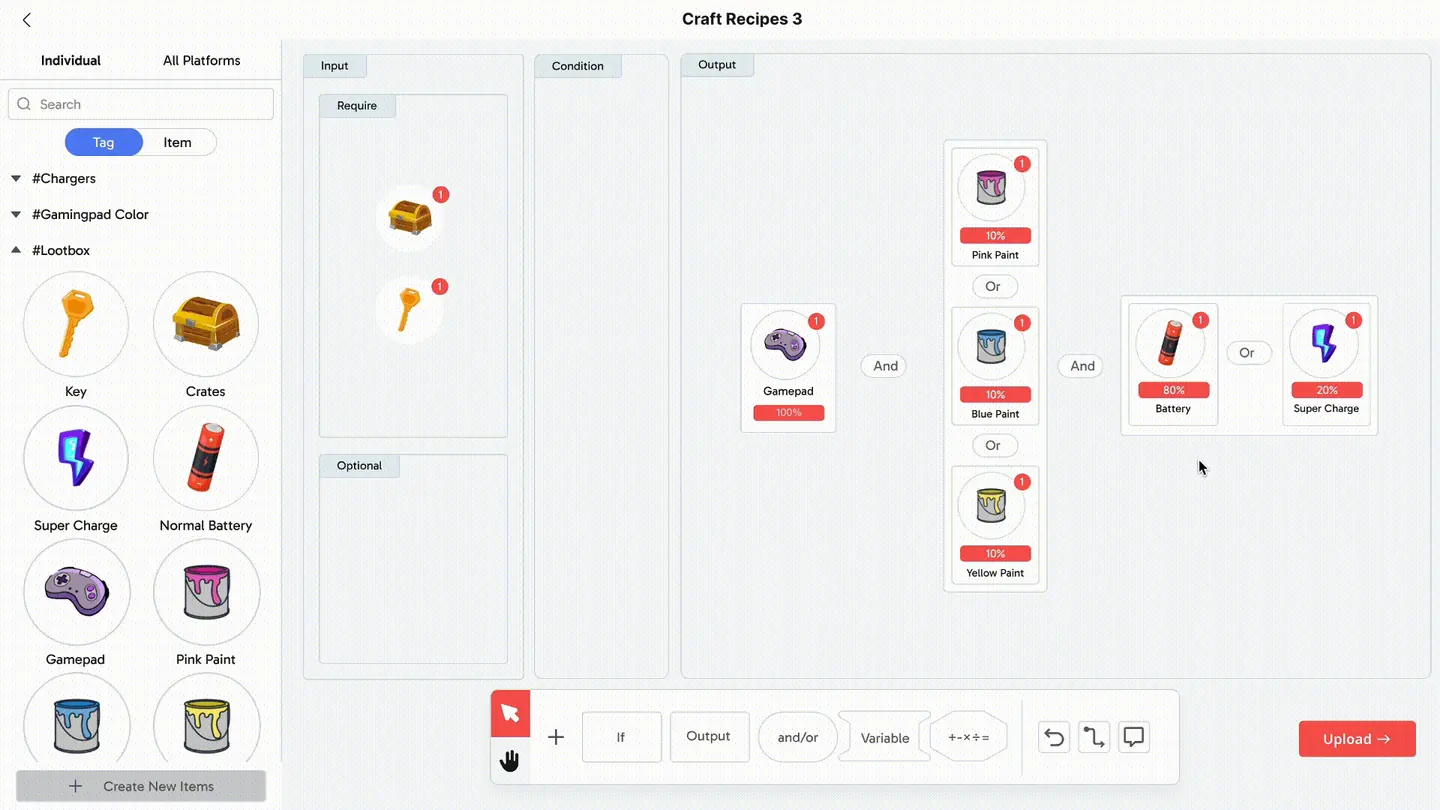 Craft Recipes 3
Individual
All Platforms
Search
Tag
Item
#Chargers
#Gamingpad Color
#Lootbox
Key
Crates
Super Charge
Normal Battery
Gamepad
Pink Paint
Create New Items
Input
Require
1
1
Optional
Condition
Output
1
Gamepad
100%
And
1
10%
Pink Paint
Or
1
10%
Blue Paint
Or
1
10%
Yellow Paint
And
1
80%
Battery
Or
1
20%
Super Charge
If
Output
and/or
Variable
+-×÷=
Upload →